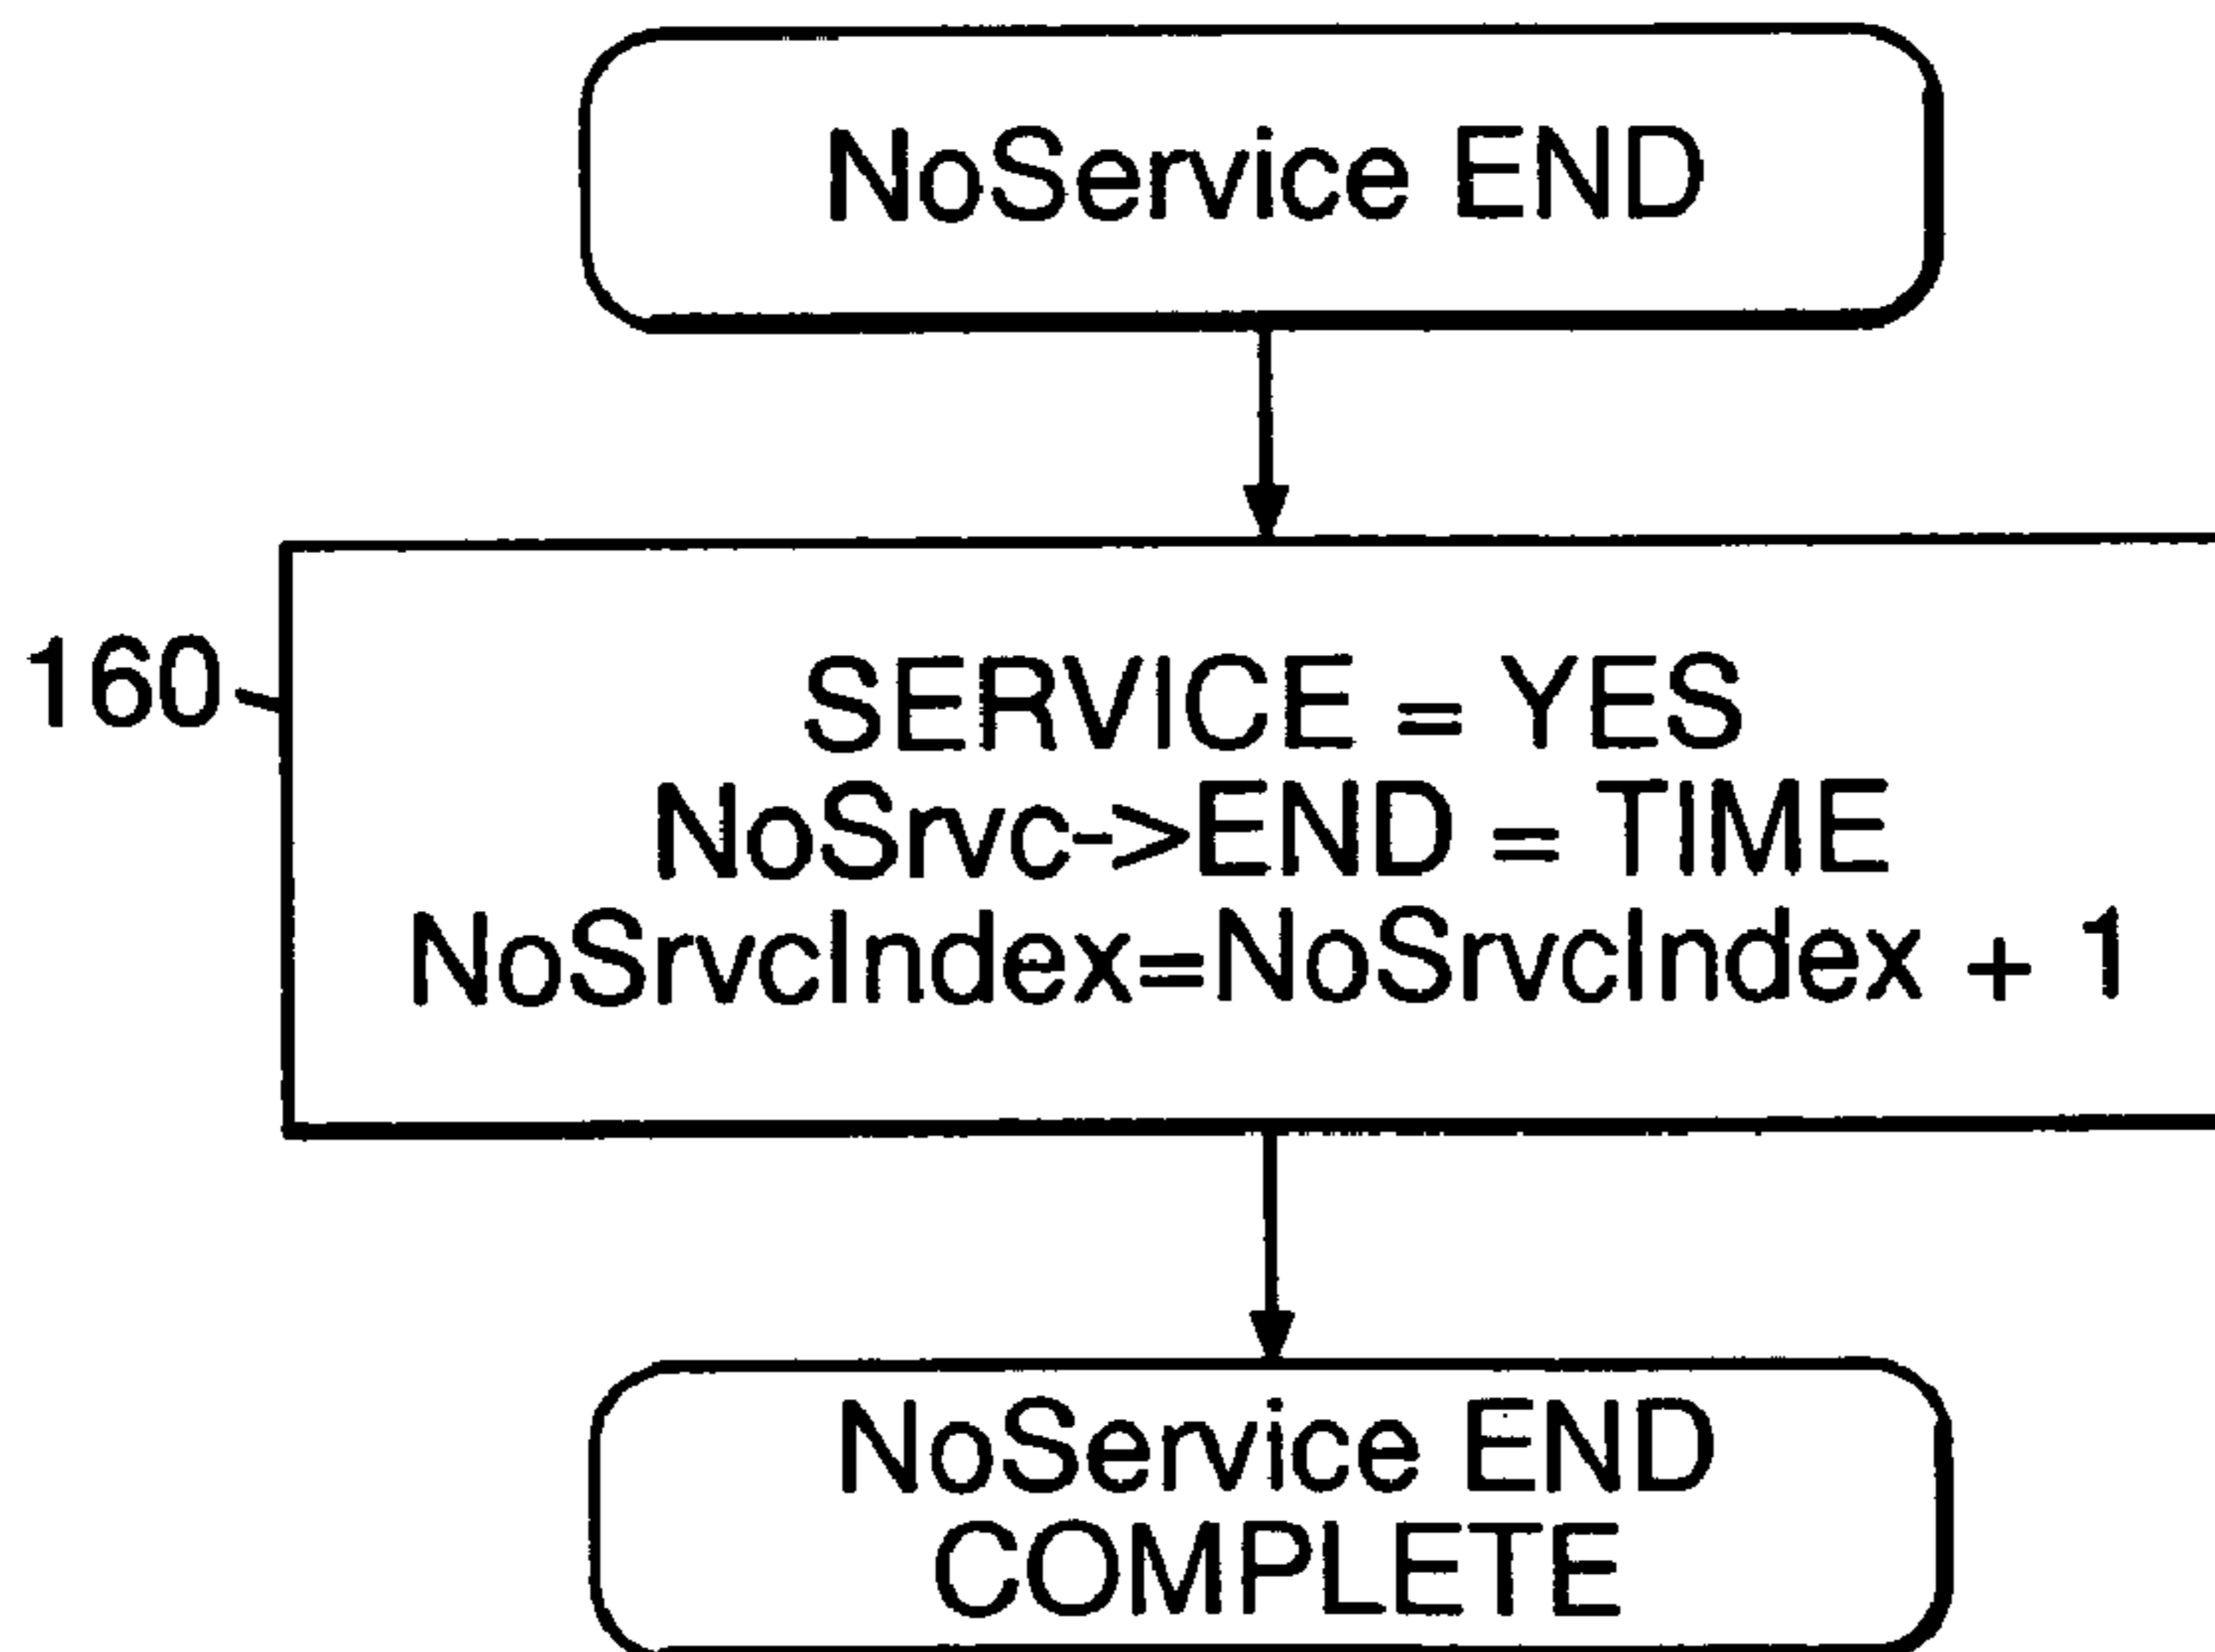 NoService END
160
SERVICE = YES
NoSrvc->END = TIME
NoSrvcIndex=NoSrvcIndex + 1
NoService END
COMPLETE